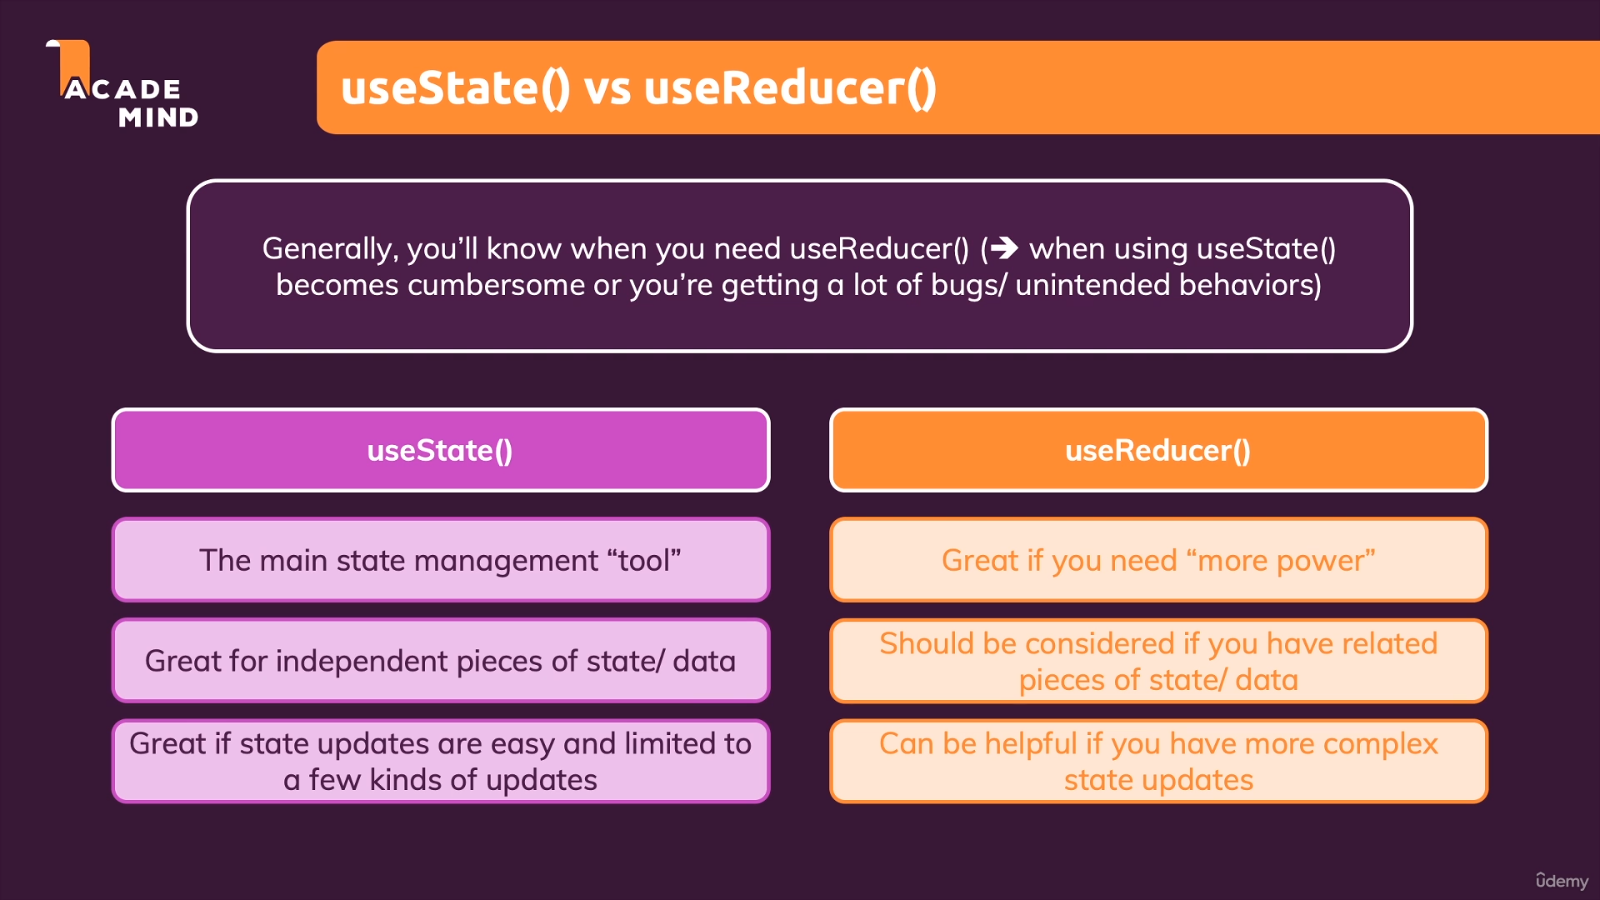 ACADE
MIND
useState() vs useReducer()
Generally, you’ll know when you need useReducer() (➔ when using useState()
becomes cumbersome or you’re getting a lot of bugs/ unintended behaviors)
useState()
The main state management “tool”
Great for independent pieces of state/ data
Great if state updates are easy and limited to
a few kinds of updates
useReducer()
Great if you need “more power”
Should be considered if you have related
pieces of state/ data
Can be helpful if you have more complex
state updates
ûdemy